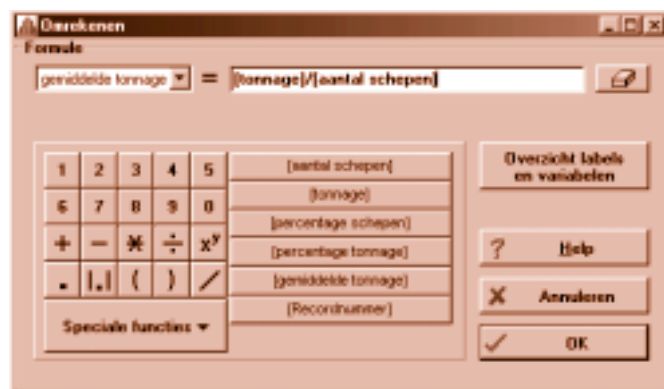 Omrekenen
Formule
gemiddelde tonnage = [tonnage]/[aantal schepen]
1 2 3 4 5
6 7 8 9 0
+ − * ÷ xʸ
. |.| ( ) /
Speciale functies
[aantal schepen]
[tonnage]
[percentage schepen]
[percentage tonnage]
[gemiddelde tonnage]
[Recordnummer]
Overzicht labels
en variabelen
? Help
Annuleren
OK